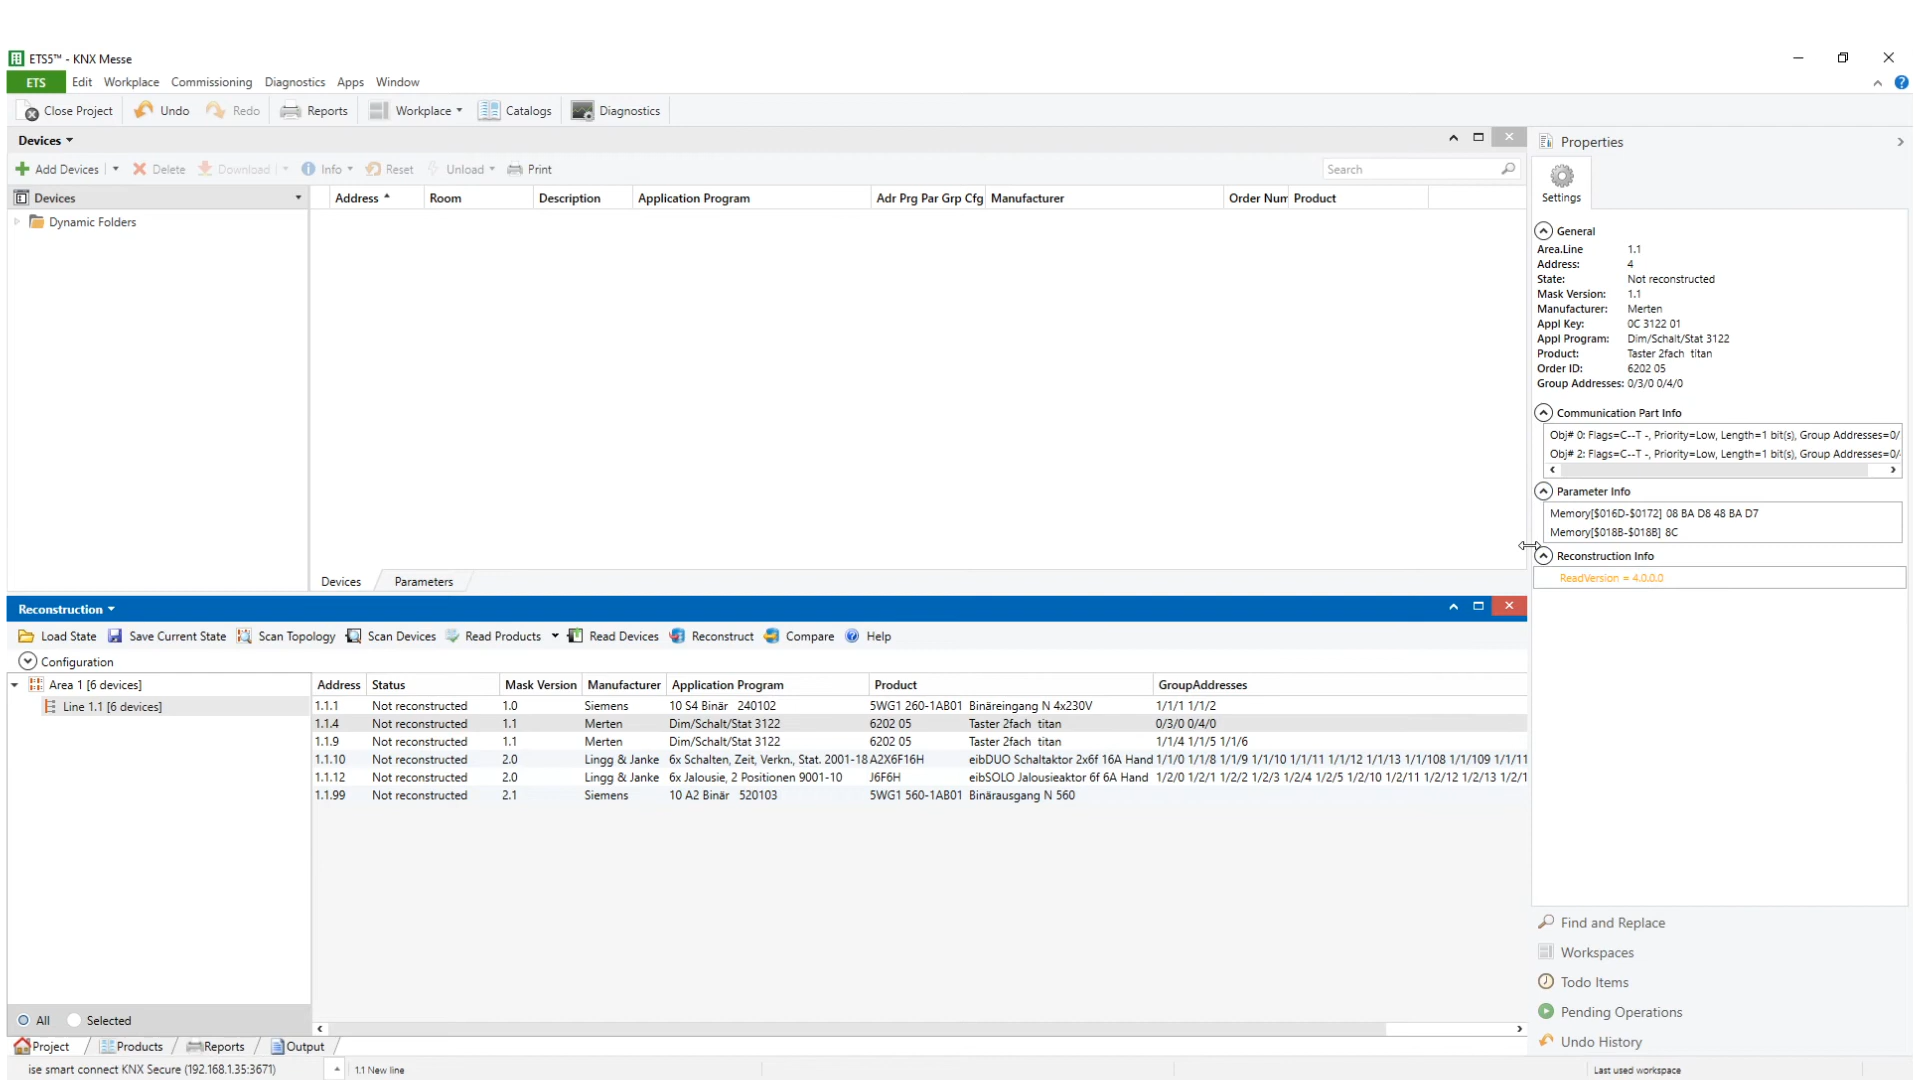 ETS5™ - KNX Messe
ETS Edit Workplace Commissioning Diagnostics Apps Window
Close Project Undo Redo Reports Workplace Catalogs Diagnostics
Devices
Add Devices Delete Download Info Reset Unload Print Search
Devices
Dynamic Folders
Address Room Description Application Program Adr Prg Par Grp Cfg Manufacturer Order Num Product
Devices Parameters
Properties
Settings
General
Area.Line 1.1
Address: 4
State: Not reconstructed
Mask Version: 1.1
Manufacturer: Merten
Appl Key: 0C 3122 01
Appl Program: Dim/Schalt/Stat 3122
Product: Taster 2fach titan
Order ID: 6202 05
Group Addresses: 0/3/0 0/4/0
Communication Part Info
Obj# 0: Flags=C--T -, Priority=Low, Length=1 bit(s), Group Addresses=0/
Obj# 2: Flags=C--T -, Priority=Low, Length=1 bit(s), Group Addresses=0/
Parameter Info
Memory[$016D-$0172] 08 BA D8 48 BA D7
Memory[$018B-$018B] 8C
Reconstruction Info
ReadVersion = 4.0.0.0
Reconstruction
Load State Save Current State Scan Topology Scan Devices Read Products Read Devices Reconstruct Compare Help
Configuration
Area 1 [6 devices]
Line 1.1 [6 devices]
Address Status Mask Version Manufacturer Application Program Product GroupAddresses
1.1.1 Not reconstructed 1.0 Siemens 10 S4 Binär 240102 5WG1 260-1AB01 Binäreingang N 4x230V 1/1/1 1/1/2
1.1.4 Not reconstructed 1.1 Merten Dim/Schalt/Stat 3122 6202 05 Taster 2fach titan 0/3/0 0/4/0
1.1.9 Not reconstructed 1.1 Merten Dim/Schalt/Stat 3122 6202 05 Taster 2fach titan 1/1/4 1/1/5 1/1/6
1.1.10 Not reconstructed 2.0 Lingg & Janke 6x Schalten, Zeit, Verkn., Stat. 2001-18 A2X6F16H eibDUO Schaltaktor 2x6f 16A Hand 1/1/0 1/1/8 1/1/9 1/1/10 1/1/11 1/1/12 1/1/13 1/1/108 1/1/109 1/1/11
1.1.12 Not reconstructed 2.0 Lingg & Janke 6x Jalousie, 2 Positionen 9001-10 J6F6H eibSOLO Jalousieaktor 6f 6A Hand 1/2/0 1/2/1 1/2/2 1/2/3 1/2/4 1/2/5 1/2/10 1/2/11 1/2/12 1/2/13 1/2/1
1.1.99 Not reconstructed 2.1 Siemens 10 A2 Binär 520103 5WG1 560-1AB01 Binärausgang N 560
All Selected
Project Products Reports Output
Find and Replace
Workspaces
Todo Items
Pending Operations
Undo History
ise smart connect KNX Secure (192.168.1.35:3671) 1.1 New line Last used workspace